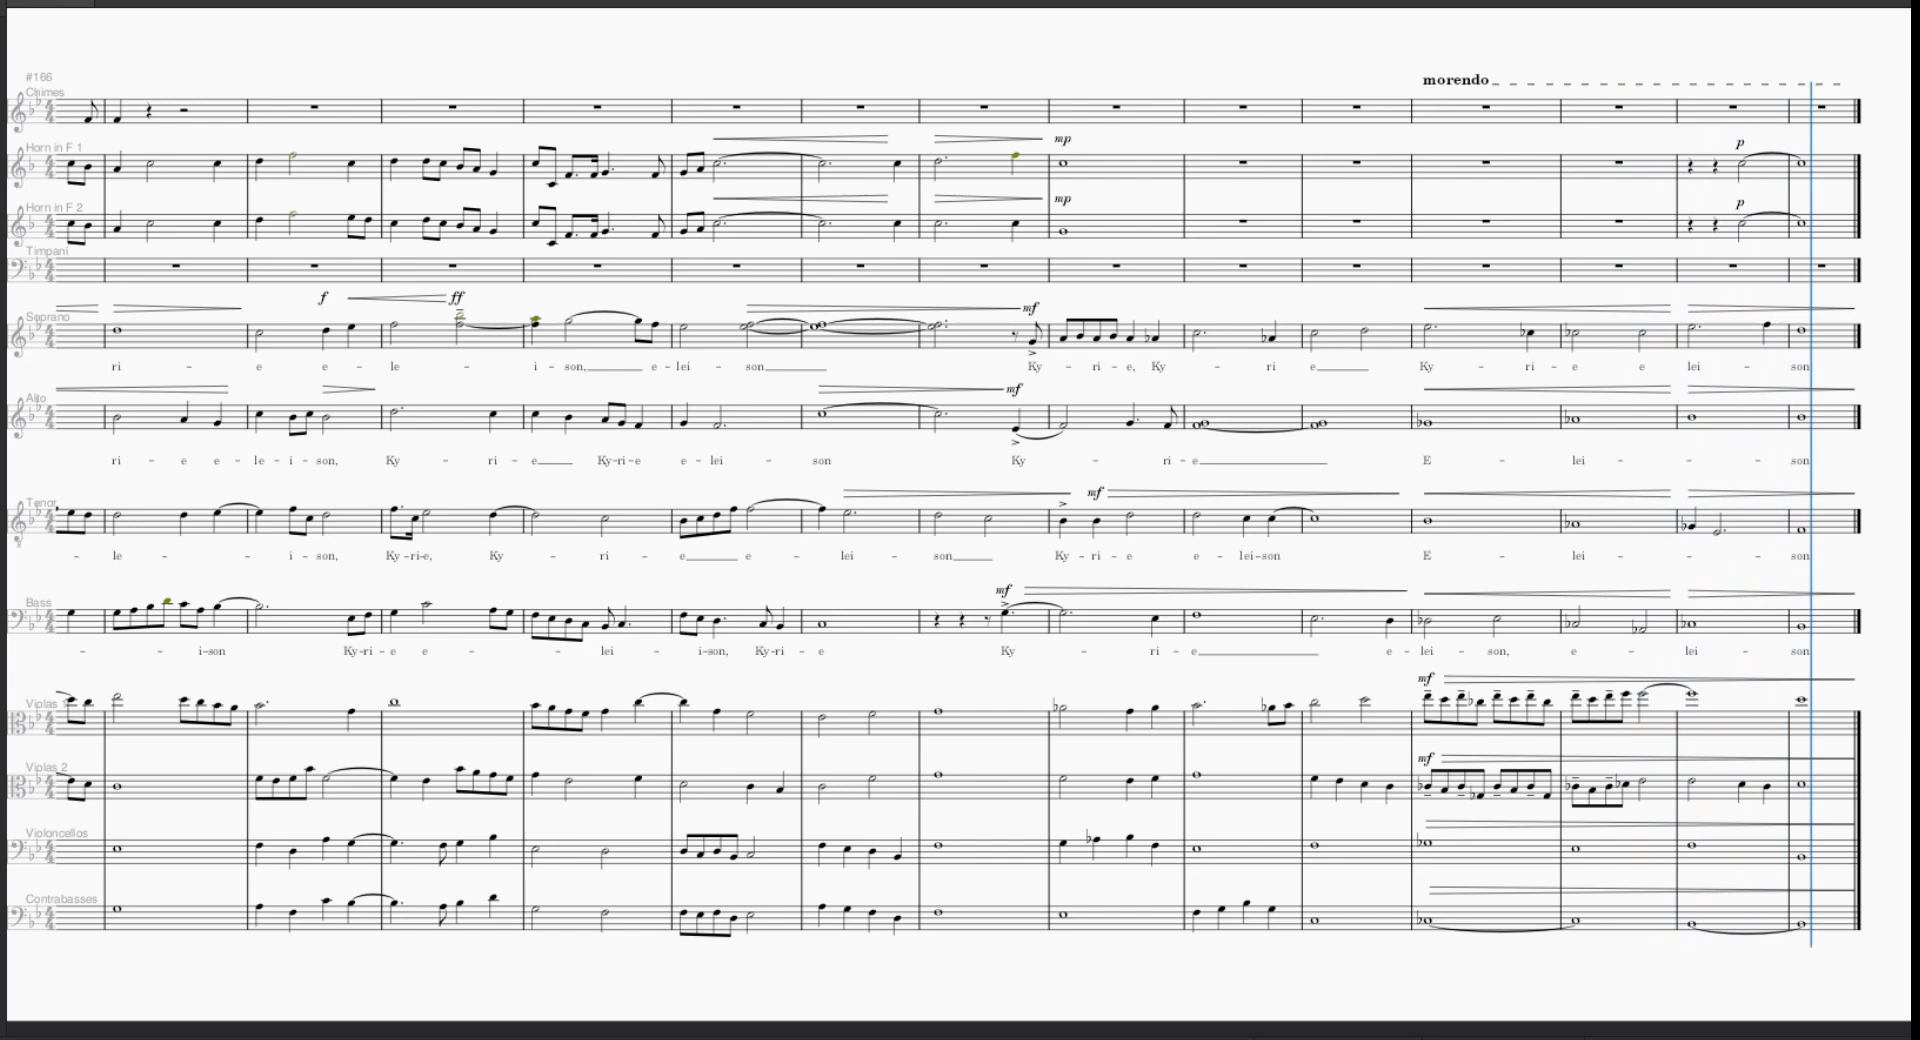 #166
morendo
Chimes
Horn in F 1
mp
p
Horn in F 2
mp
p
Timpani
f ff mf
Soprano
ri - e e - le - i - son, e - lei - son Ky - ri - e, Ky - ri e Ky - ri - e e lei - son
mf
Alto
ri - e e - le - i - son, Ky - ri - e Ky - ri - e e - lei - son Ky - ri - e E - lei - son
mf
Tenor
- le - i - son, Ky - ri - e, Ky - ri - e e - lei - son Ky - ri - e e - lei - son E - lei - son
mf
Bass
- - i - son Ky - ri - e e - lei - i - son, Ky - ri - e Ky - ri - e e - lei - son, e - lei - son
mf
Violas
mf
Violas 2
Violoncellos
Contrabasses